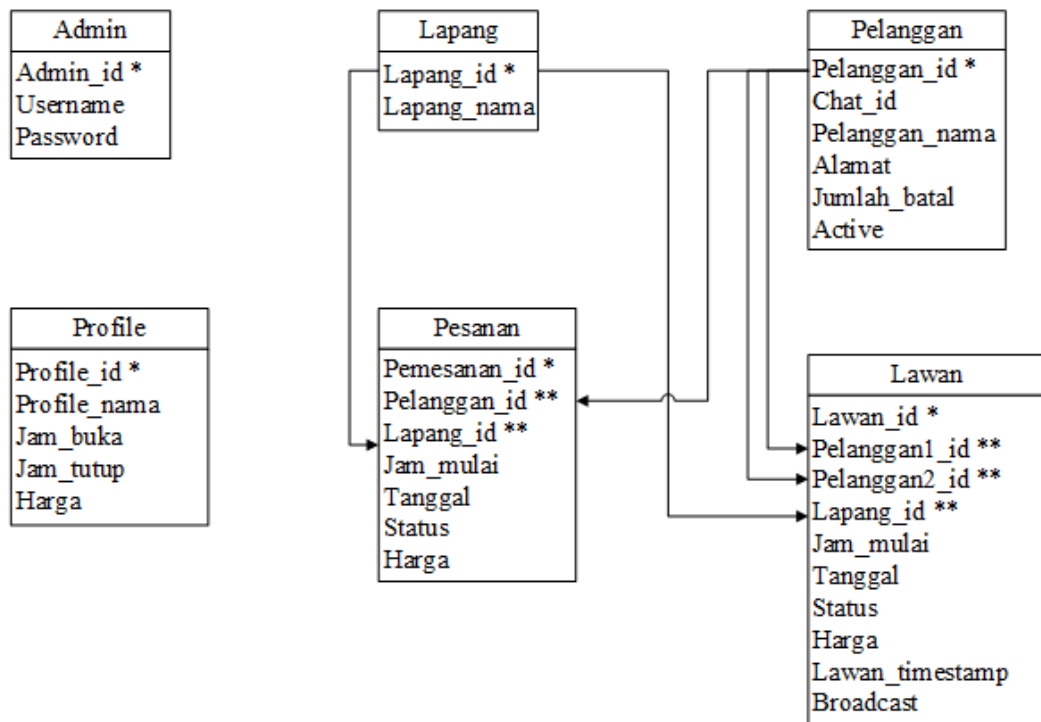 Admin
Admin_id *
Username
Password
Lapang
Lapang_id *
Lapang_nama
Pelanggan
Pelanggan_id *
Chat_id
Pelanggan_nama
Alamat
Jumlah_batal
Active
Profile
Profile_id *
Profile_nama
Jam_buka
Jam_tutup
Harga
Pesanan
Pemesanan_id *
Pelanggan_id **
Lapang_id **
Jam_mulai
Tanggal
Status
Harga
Lawan
Lawan_id *
Pelanggan1_id **
Pelanggan2_id **
Lapang_id **
Jam_mulai
Tanggal
Status
Harga
Lawan_timestamp
Broadcast